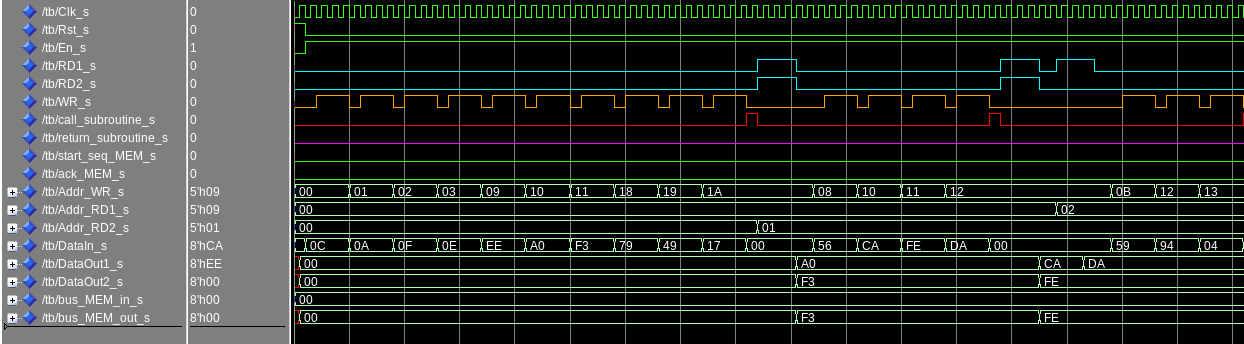 /tb/Clk_s 0
/tb/Rst_s 0
/tb/En_s 1
/tb/RD1_s 0
/tb/RD2_s 0
/tb/WR_s 0
/tb/call_subroutine_s 0
/tb/return_subroutine_s 0
/tb/start_seq_MEM_s 0
/tb/ack_MEM_s 0
/tb/Addr_WR_s 5'h09 00 01 02 03 09 10 11 18 19 1A 08 10 11 12 0B 12 13
/tb/Addr_RD1_s 5'h09 00 02
/tb/Addr_RD2_s 5'h01 00 01
/tb/DataIn_s 8'hCA 0C 0A 0F 0E EE A0 F3 79 49 17 00 56 CA FE DA 00 59 94 04
/tb/DataOut1_s 8'hEE 00 A0 CA DA
/tb/DataOut2_s 8'h00 00 F3 FE
/tb/bus_MEM_in_s 8'h00 00
/tb/bus_MEM_out_s 8'h00 00 F3 FE